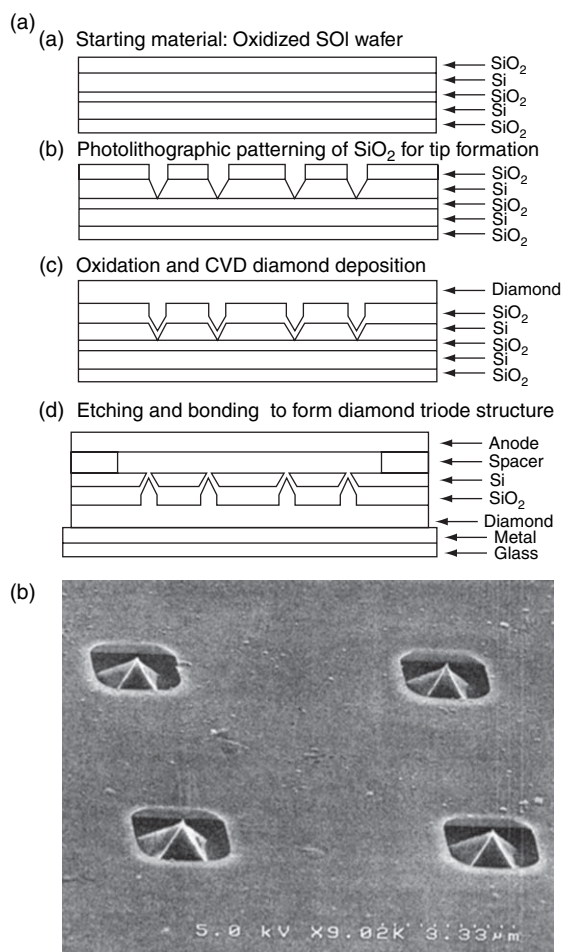 (a)
(a) Starting material: Oxidized SOI wafer
SiO2
Si
SiO2
Si
SiO2
(b) Photolithographic patterning of SiO2 for tip formation
SiO2
Si
SiO2
Si
SiO2
(c) Oxidation and CVD diamond deposition
Diamond
SiO2
Si
SiO2
Si
SiO2
(d) Etching and bonding to form diamond triode structure
Anode
Spacer
Si
SiO2
Diamond
Metal
Glass
(b)
5.0 kV X9.02K 3.33μm